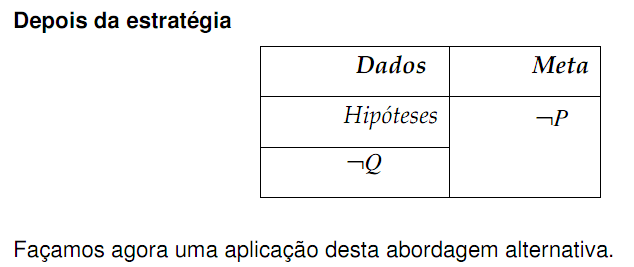 Depois da estratégia
Dados Meta
Hipóteses ¬P
¬Q
Façamos agora uma aplicação desta abordagem alternativa.